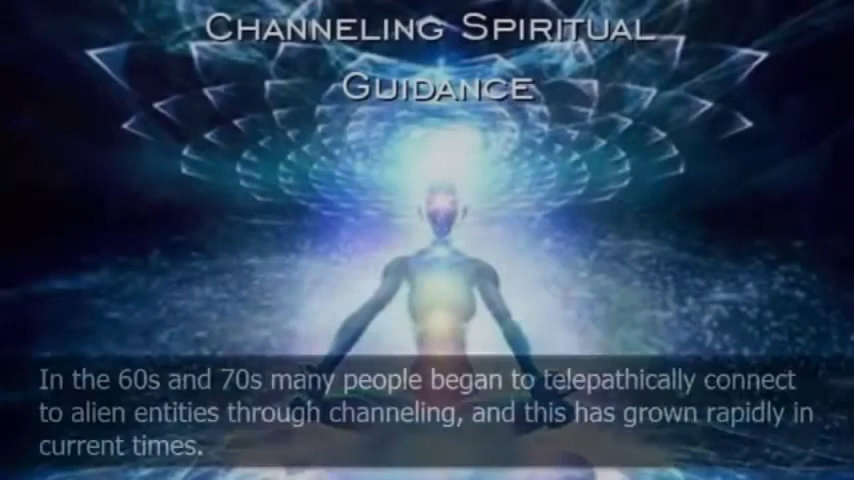 CHANNELING SPIRITUAL
GUIDANCE
In the 60s and 70s many people began to telepathically connect
to alien entities through channeling, and this has grown rapidly in
current times.